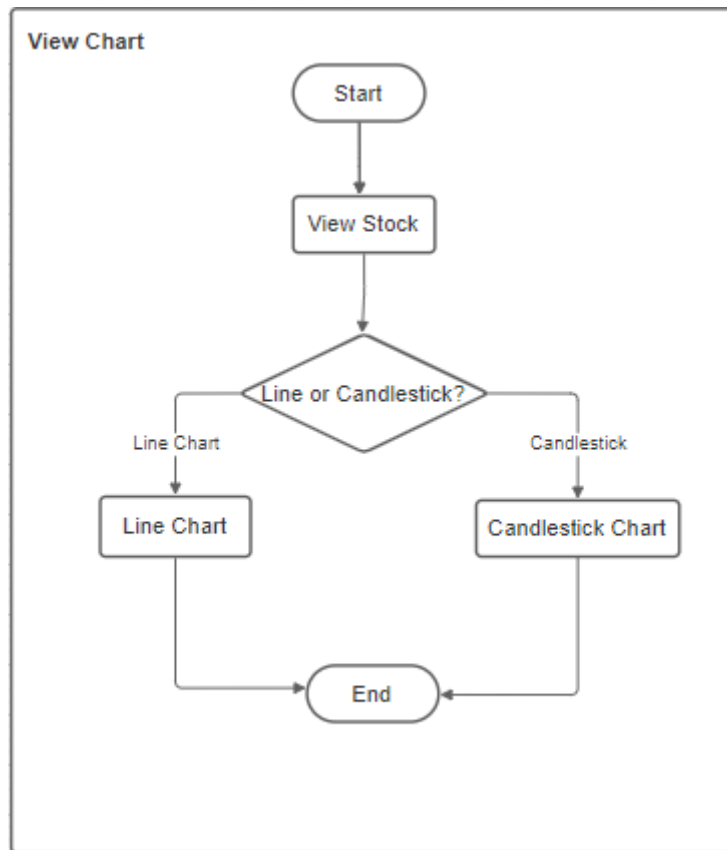 View Chart
Start
View Stock
Line or Candlestick?
Line Chart
Candlestick
Line Chart
Candlestick Chart
End